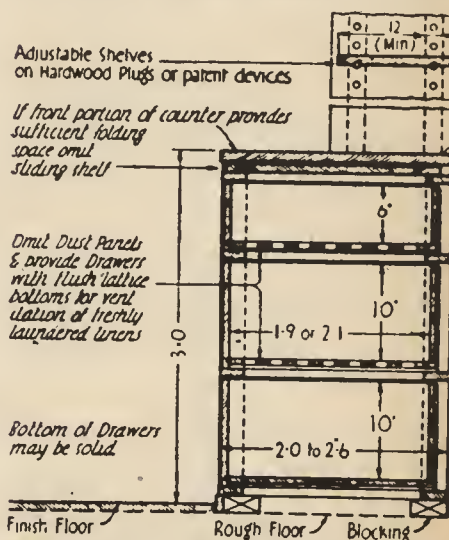 12
(Min)
Adjustable Shelves
on Hardwood Plugs or patent devices
If front portion of counter provides
sufficient folding
space omit
sliding shelf
6"
Omit Dust Panels
& provide Drawers
with flush lattice
bottoms for vent
ilation of freshly
laundered linens
10"
1·9 or 2·1
3·0
10"
Bottom of Drawers
may be solid
2·0 to 2·6
Finish Floor
Rough Floor
Blocking